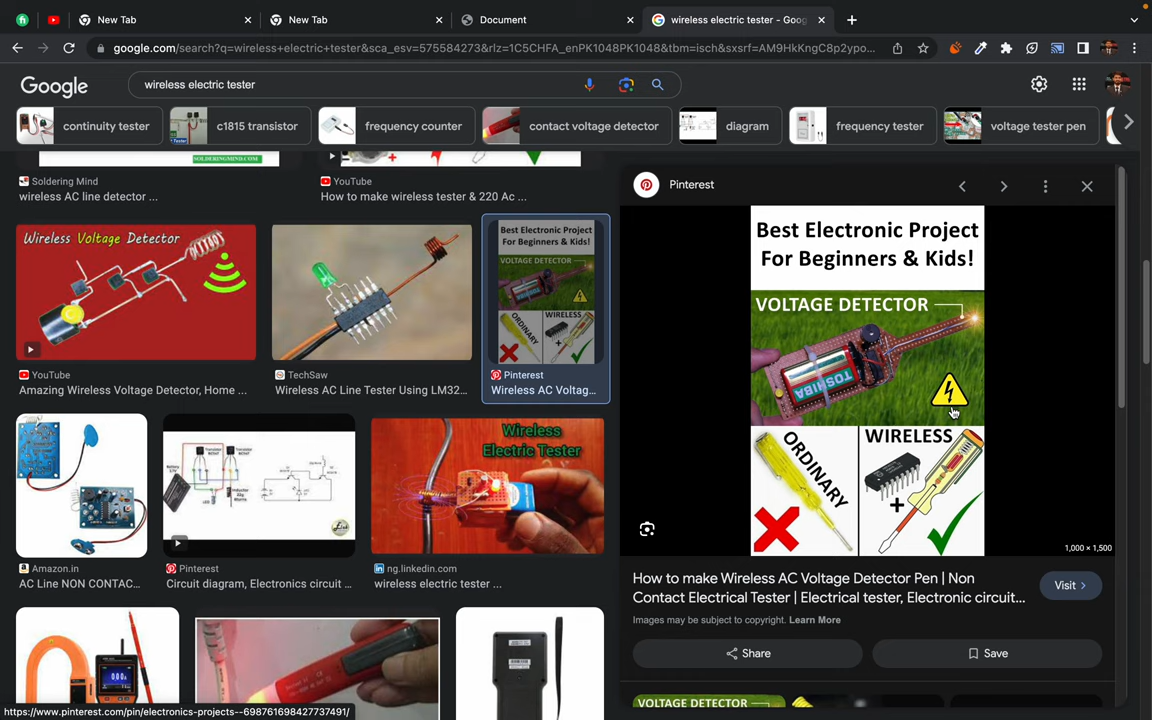 New Tab
New Tab
Document
wireless electric tester - Goog
google.com/search?q=wireless+electric+tester&sca_esv=575584273&rlz=1C5CHFA_enPK1048PK1048&tbm=isch&sxsrf=AM9HkKngC8p2ypo...
Google
wireless electric tester
continuity tester
c1815 transistor
frequency counter
contact voltage detector
diagram
frequency tester
voltage tester pen
SOLDERINGMIND.COM
Soldering Mind
wireless AC line detector ...
YouTube
How to make wireless tester & 220 Ac ...
Wireless Voltage Detector
YouTube
Amazing Wireless Voltage Detector, Home ...
TechSaw
Wireless AC Line Tester Using LM32...
Best Electronic Project
For Beginners & Kids!
VOLTAGE DETECTOR
ORDINARY
WIRELESS
Pinterest
Wireless AC Voltag...
Amazon.in
AC Line NON CONTAC...
Pinterest
Circuit diagram, Electronics circuit ...
Wireless
Electric Tester
ng.linkedin.com
wireless electric tester ...
Pinterest
Best Electronic Project
For Beginners & Kids!
VOLTAGE DETECTOR
TOSHIBA
ORDINARY
WIRELESS
+
1,000 × 1,500
How to make Wireless AC Voltage Detector Pen | Non
Contact Electrical Tester | Electrical tester, Electronic circuit...
Visit
Images may be subject to copyright. Learn More
Share
Save
VOLTAGE DETECTOR
https://www.pinterest.com/pin/electronics-projects--698761698427737491/